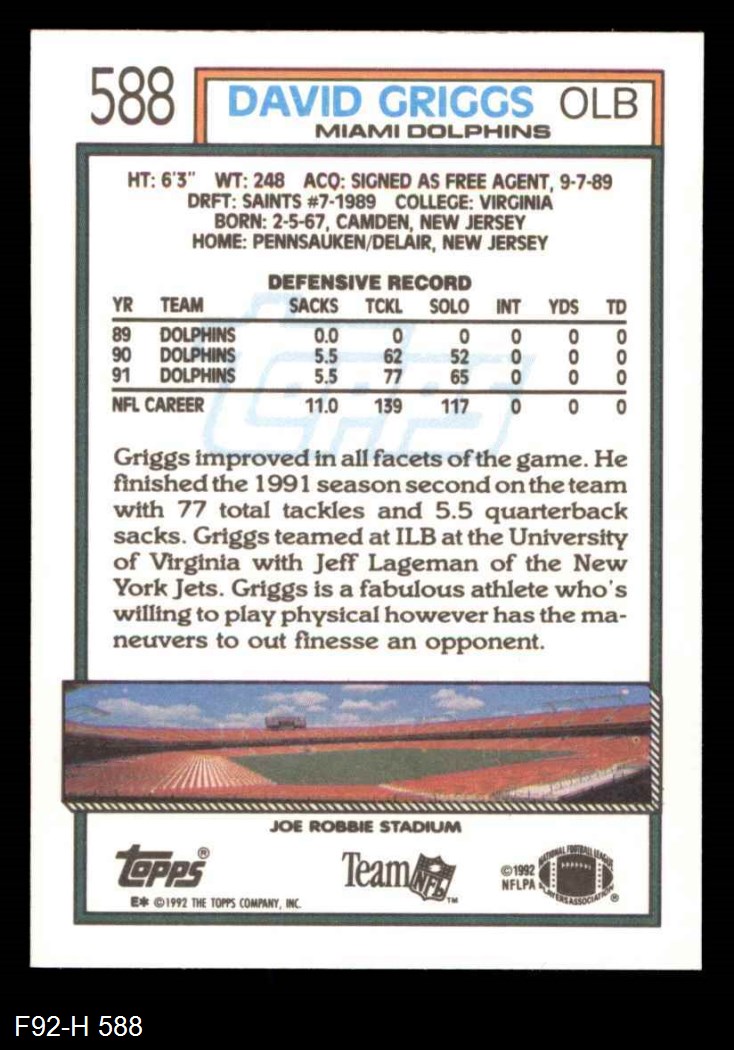 588 DAVID GRIGGS OLB
MIAMI DOLPHINS
HT: 6'3" WT: 248 ACQ: SIGNED AS FREE AGENT, 9-7-89
DRFT: SAINTS #7-1989 COLLEGE: VIRGINIA
BORN: 2-5-67, CAMDEN, NEW JERSEY
HOME: PENNSAUKEN/DELAIR, NEW JERSEY
DEFENSIVE RECORD
YR TEAM SACKS TCKL SOLO INT YDS TD
89 DOLPHINS 0.0 0 0 0 0 0
90 DOLPHINS 5.5 62 52 0 0 0
91 DOLPHINS 5.5 77 65 0 0 0
NFL CAREER 11.0 139 117 0 0 0
Topps
Griggs improved in all facets of the game. He
finished the 1991 season second on the team
with 77 total tackles and 5.5 quarterback
sacks. Griggs teamed at ILB at the University
of Virginia with Jeff Lageman of the New
York Jets. Griggs is a fabulous athlete who's
willing to play physical however has the ma-
neuvers to out finesse an opponent.
JOE ROBBIE STADIUM
Topps®
E* ©1992 THE TOPPS COMPANY, INC.
Team NFL™
©1992
NFLPA
NATIONAL FOOTBALL LEAGUE
PLAYERS ASSOCIATION ®
F92-H 588